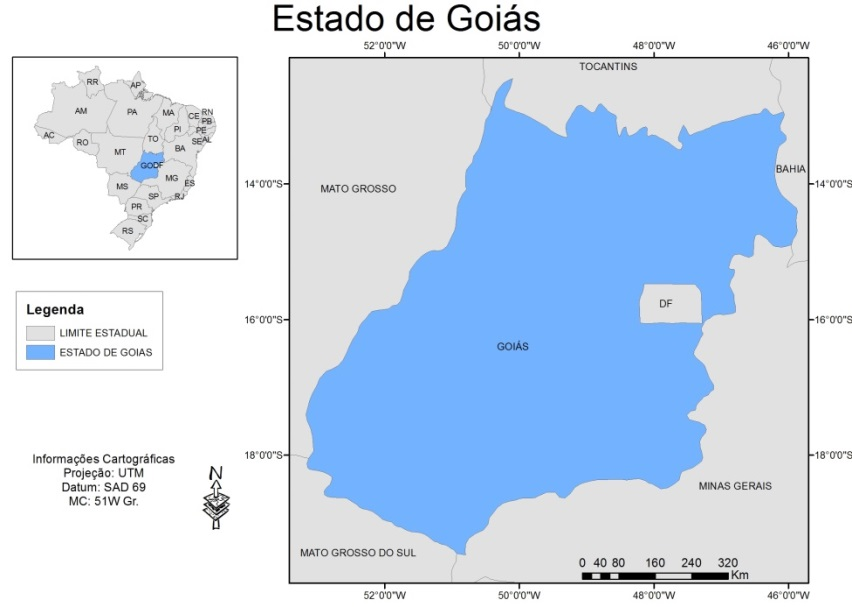 Estado de Goiás
52°0'0"W 50°0'0"W 48°0'0"W 46°0'0"W
TOCANTINS
RR AP
AM PA MA CE RN
PB
PI PE
AC RO TO SE AL
MT BA
GO DF
MS MG ES
SP RJ
PR
SC
RS
MATO GROSSO
BAHIA
14°0'0"S 14°0'0"S
Legenda
LIMITE ESTADUAL
ESTADO DE GOIAS
DF
16°0'0"S 16°0'0"S
GOIÁS
18°0'0"S 18°0'0"S
Informações Cartográficas
Projeção: UTM
Datum: SAD 69
MC: 51W Gr.
N
MINAS GERAIS
MATO GROSSO DO SUL
0 40 80 160 240 320
Km
52°0'0"W 50°0'0"W 48°0'0"W 46°0'0"W